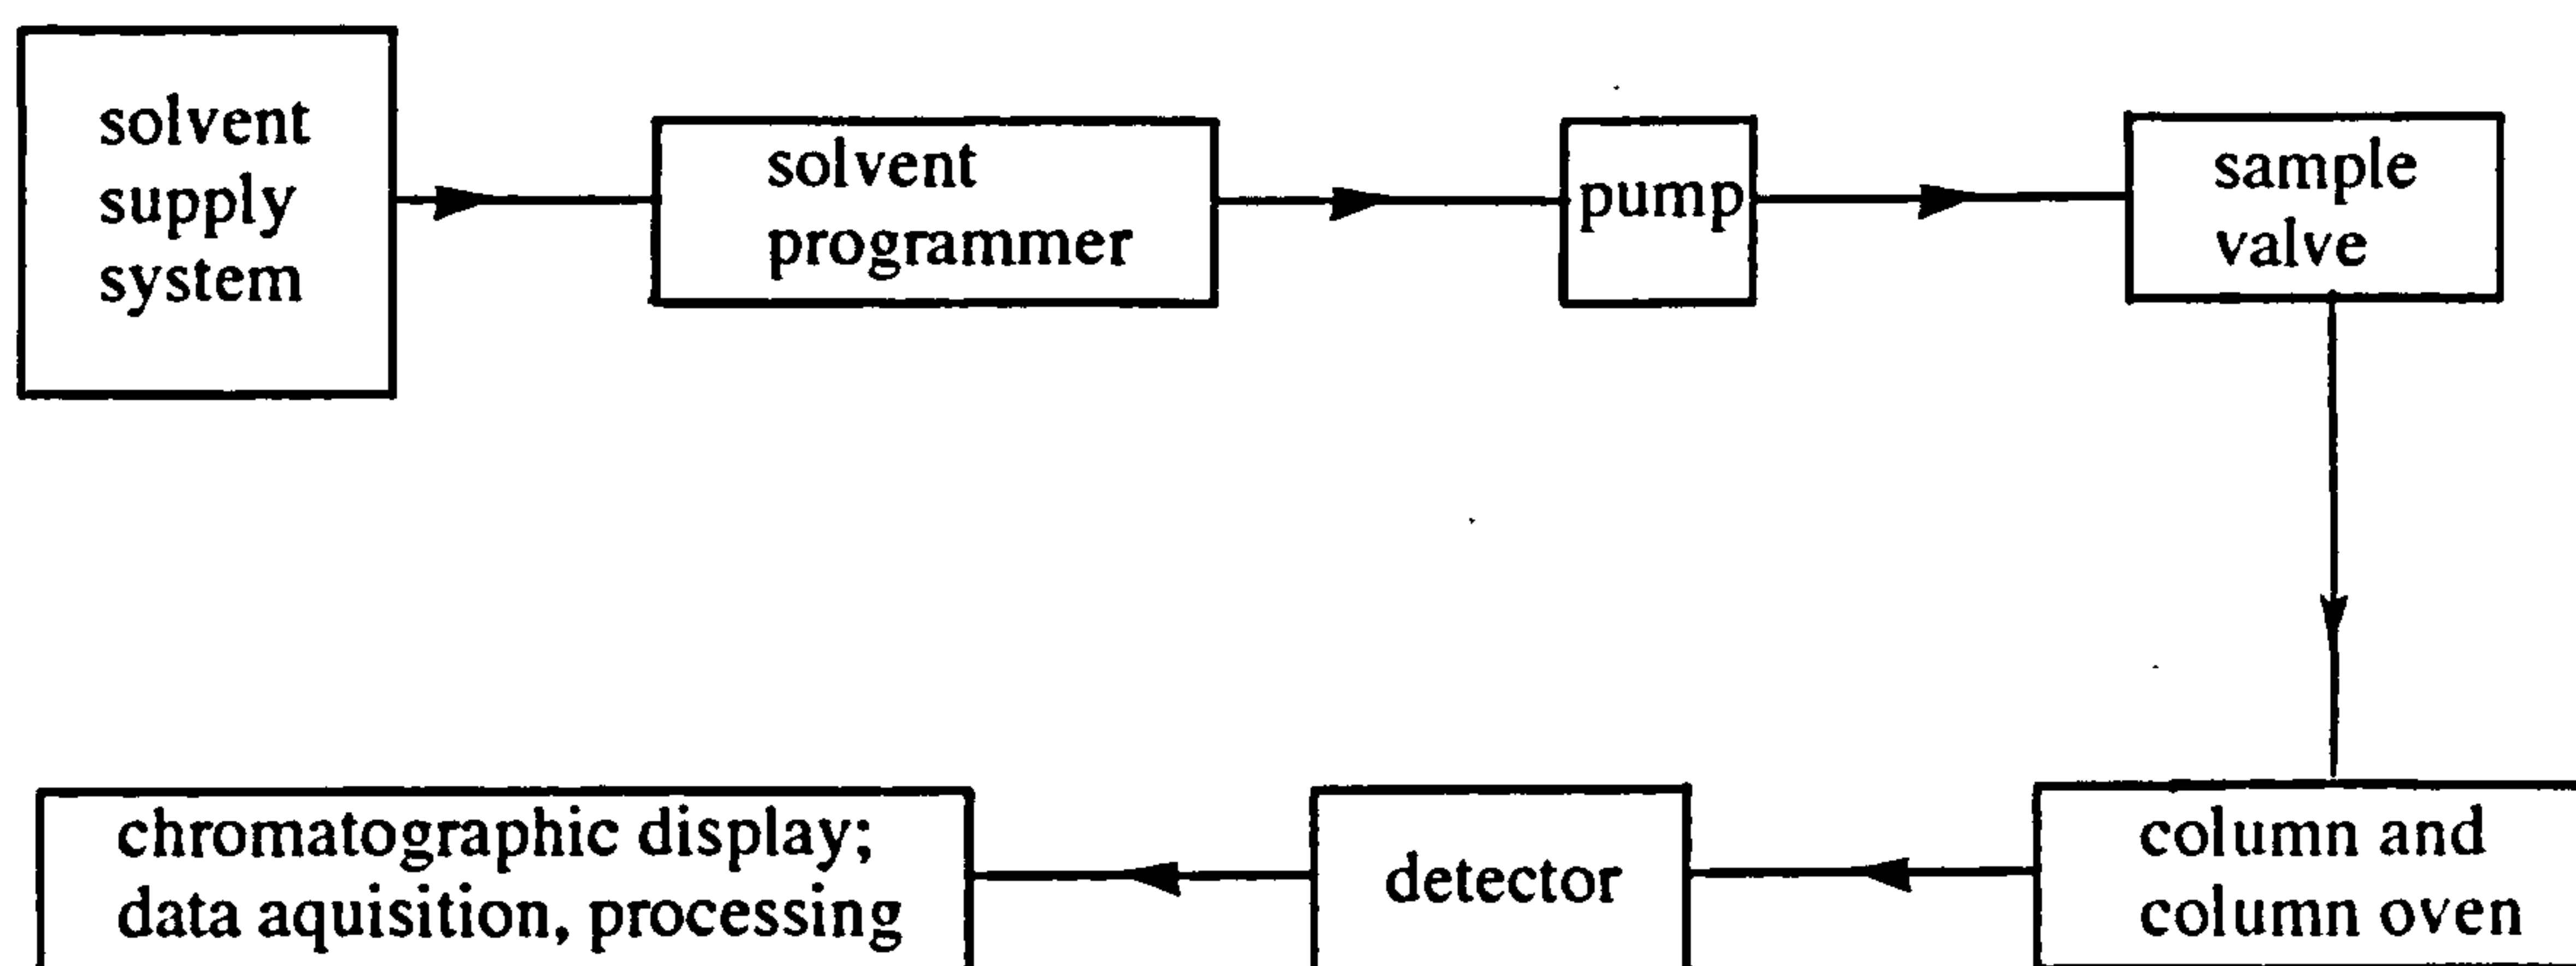 solvent
supply
system
solvent
programmer
pump
sample
valve
chromatographic display;
data aquisition, processing
detector
column and
column oven